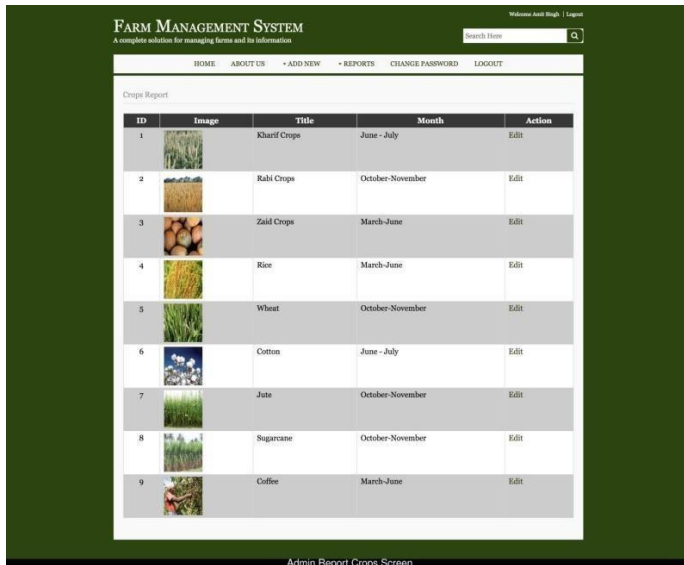 Welcome Amit Singh | Logout
FARM MANAGEMENT SYSTEM
A complete solution for managing farms and its information
Search Here
HOME ABOUT US + ADD NEW + REPORTS CHANGE PASSWORD LOGOUT
Crops Report
ID Image Title Month Action
1 Kharif Crops June - July Edit
2 Rabi Crops October-November Edit
3 Zaid Crops March-June Edit
4 Rice March-June Edit
5 Wheat October-November Edit
6 Cotton June - July Edit
7 Jute October-November Edit
8 Sugarcane October-November Edit
9 Coffee March-June Edit
Admin Report Crops Screen